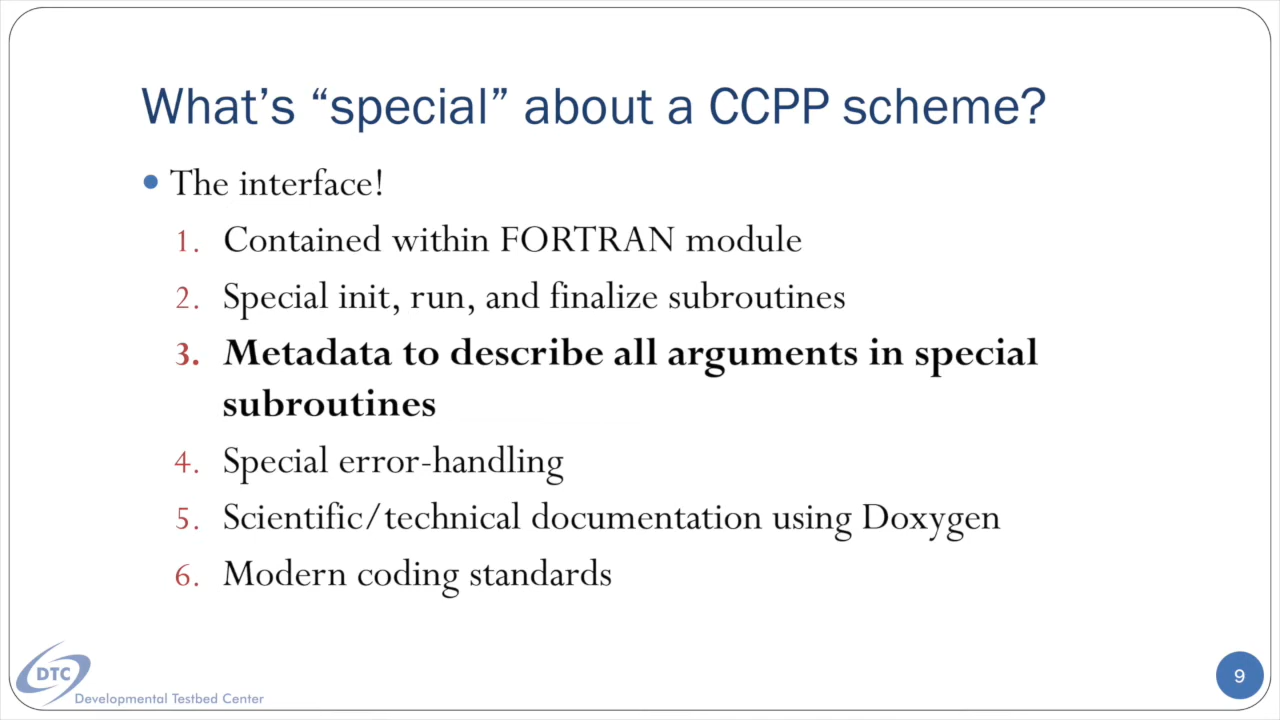 What's “special” about a CCPP scheme?
• The interface!
1. Contained within FORTRAN module
2. Special init, run, and finalize subroutines
3. Metadata to describe all arguments in special
subroutines
4. Special error-handling
5. Scientific/technical documentation using Doxygen
6. Modern coding standards
DTC
Developmental Testbed Center
9